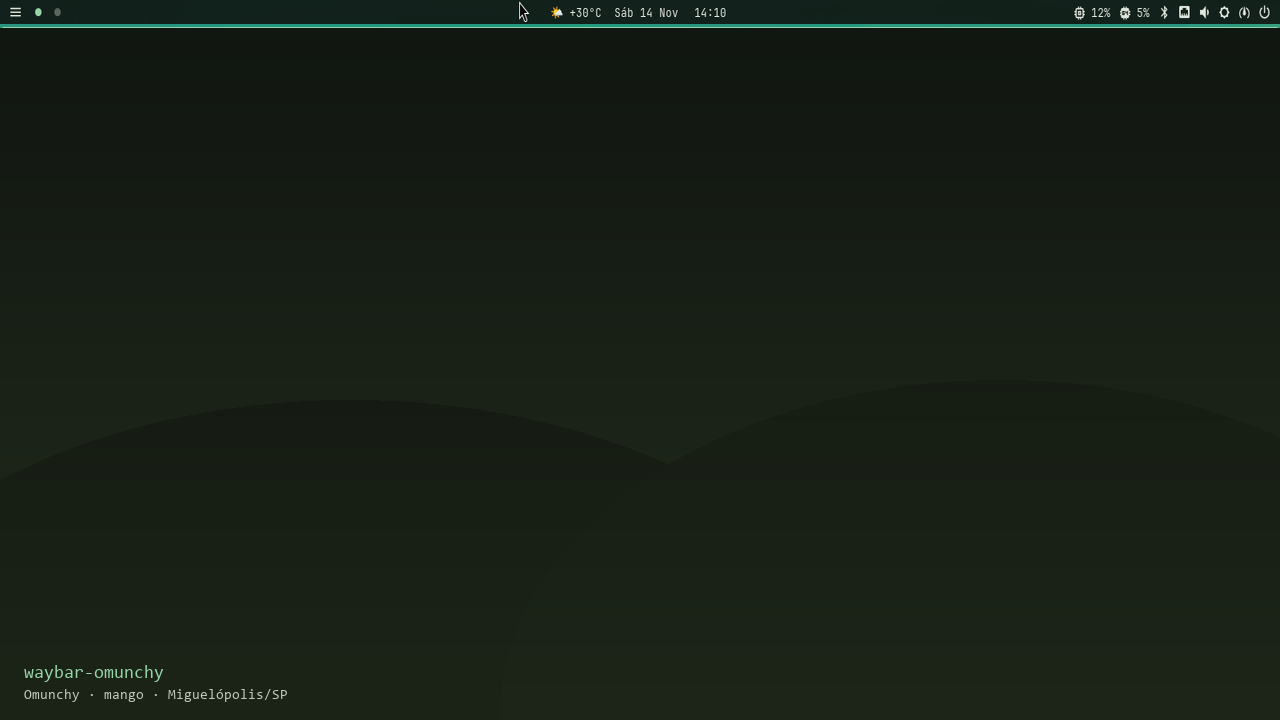 +30°C Sáb 14 Nov 14:10 12% 5%
waybar-omunchy
Omunchy · mango · Miguelópolis/SP